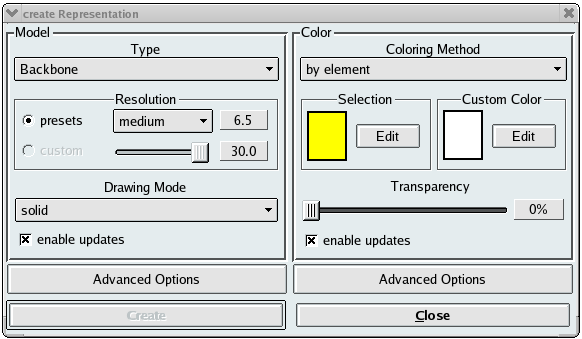 create Representation
Model
Type
Backbone
Resolution
presets medium 6.5
custom 30.0
Drawing Mode
solid
enable updates
Advanced Options
Create
Color
Coloring Method
by element
Selection
Edit
Custom Color
Edit
Transparency
0%
enable updates
Advanced Options
Close